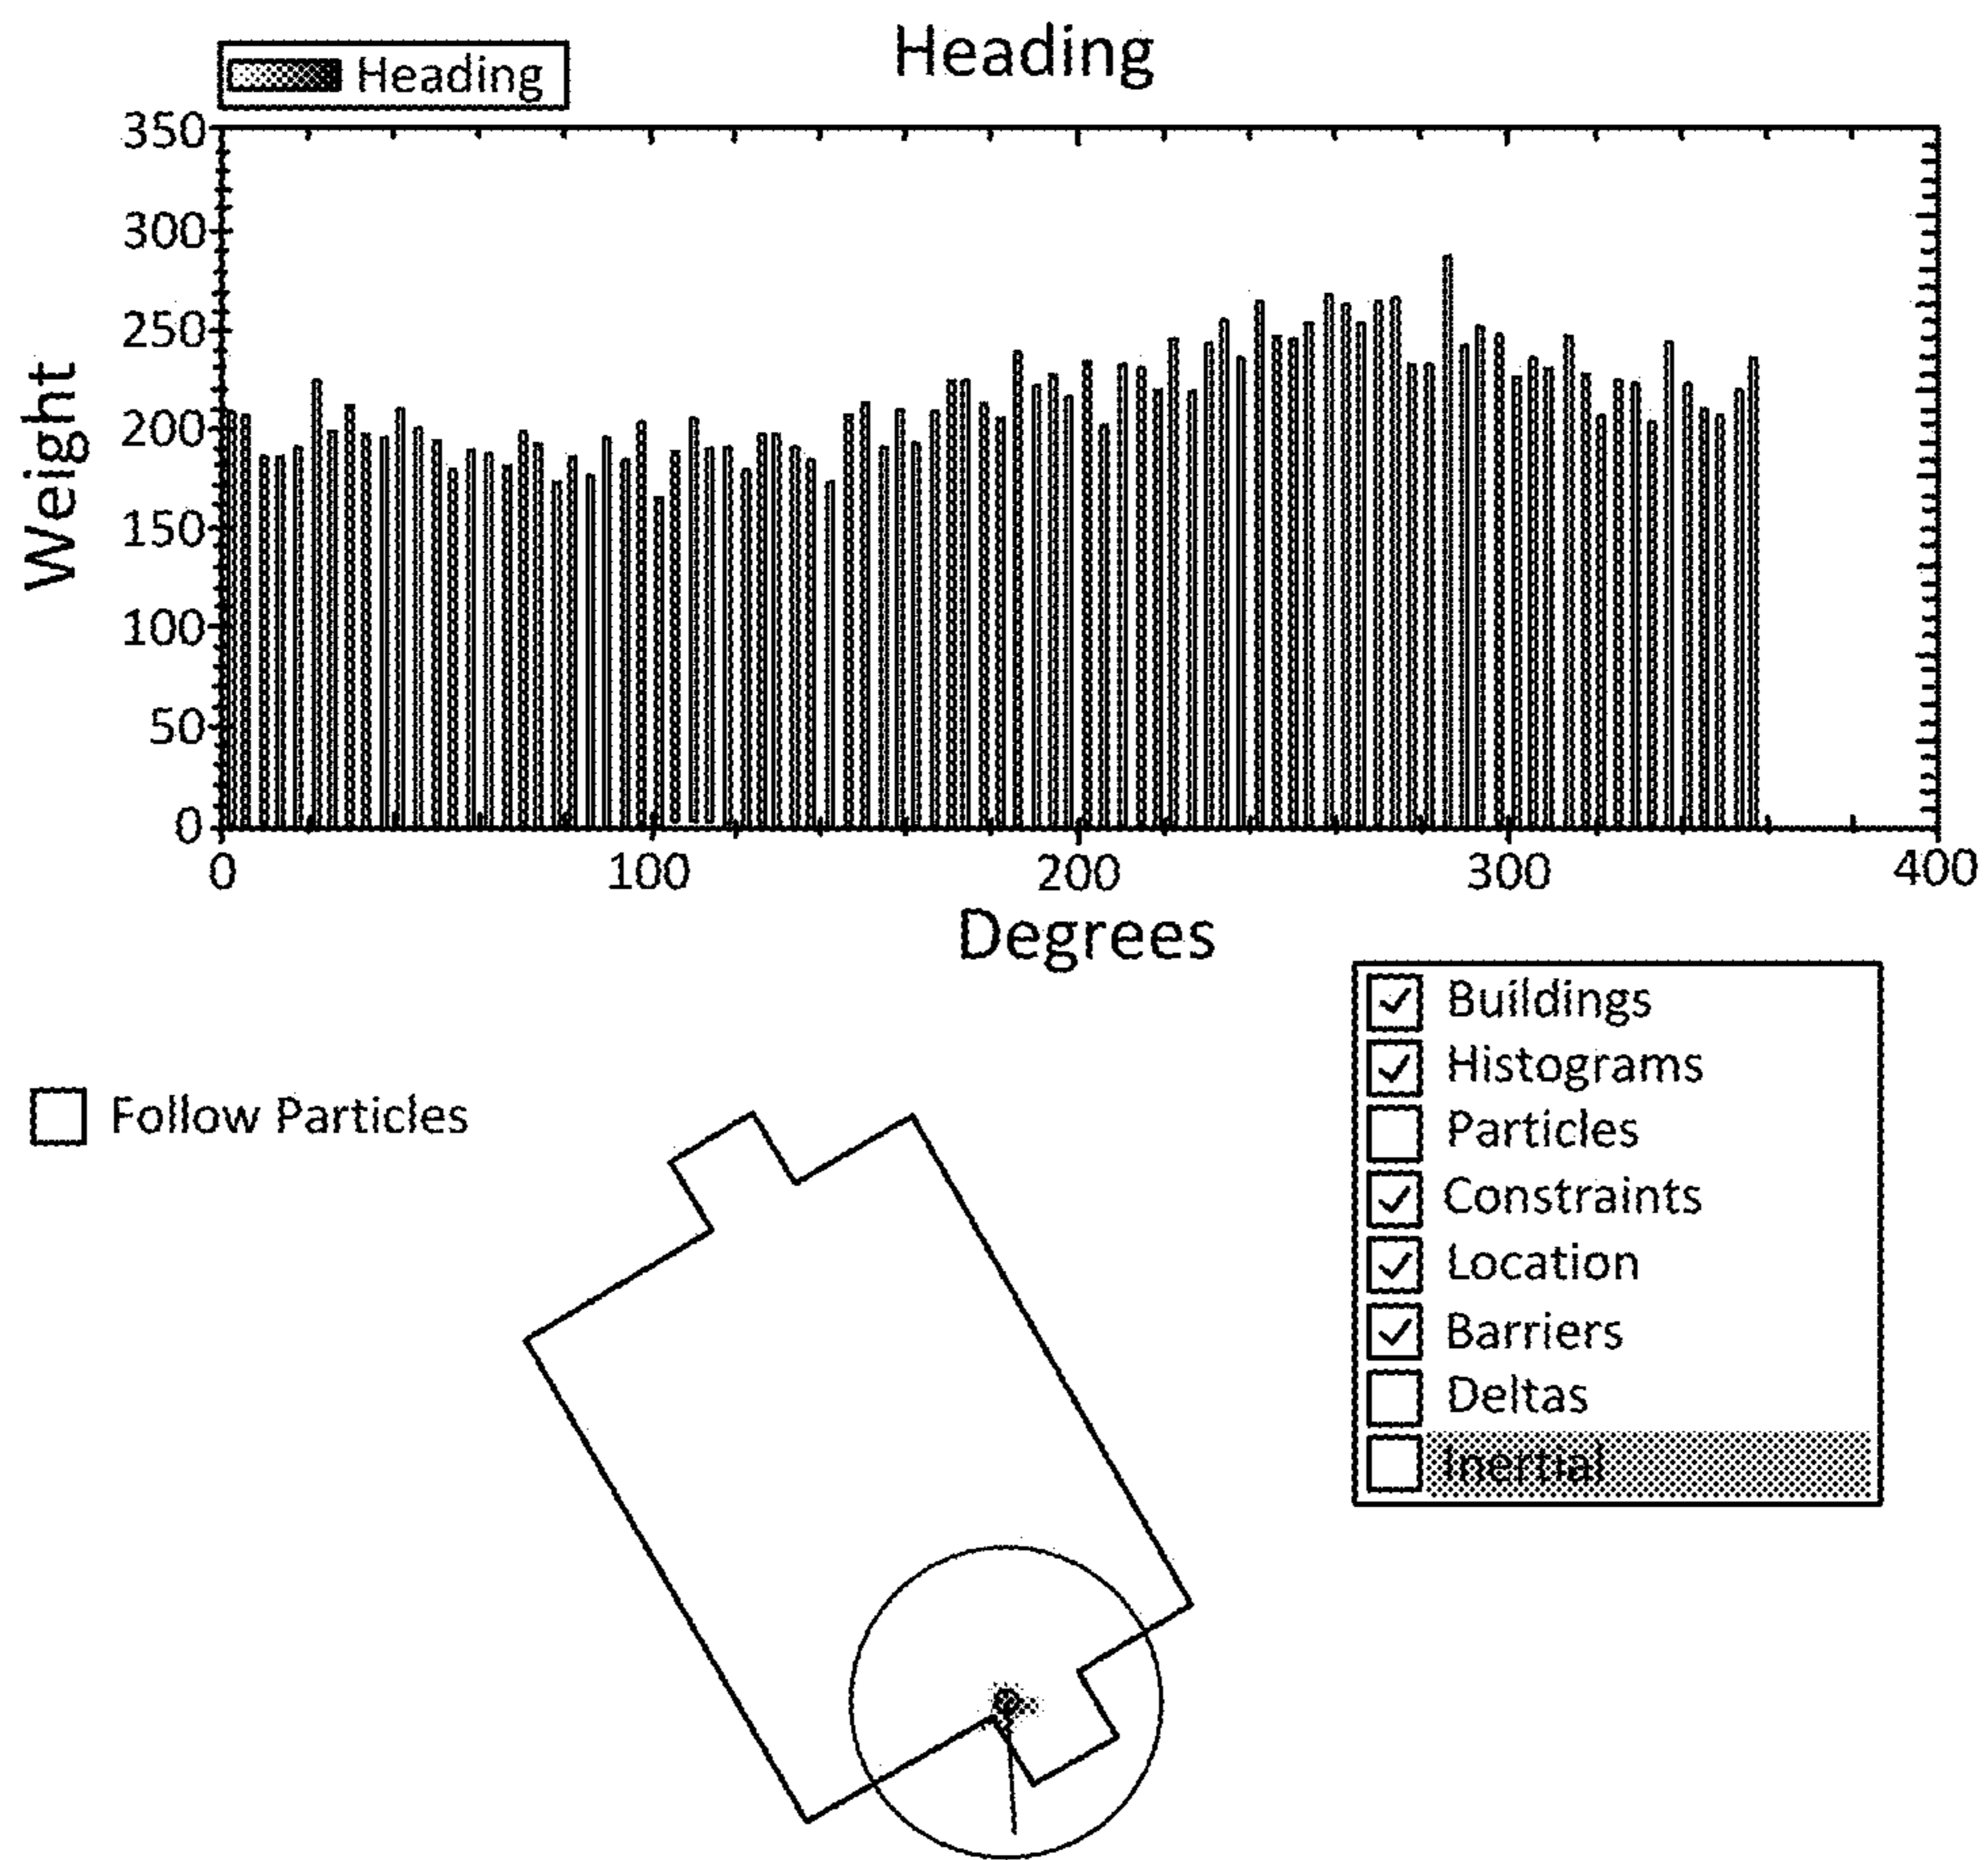 Heading
Heading
350
300
250
200
150
100
50
0
Weight
0 100 200 300 400
Degrees
Buildings
Histograms
Particles
Constraints
Location
Barriers
Deltas
Inertial
Follow Particles